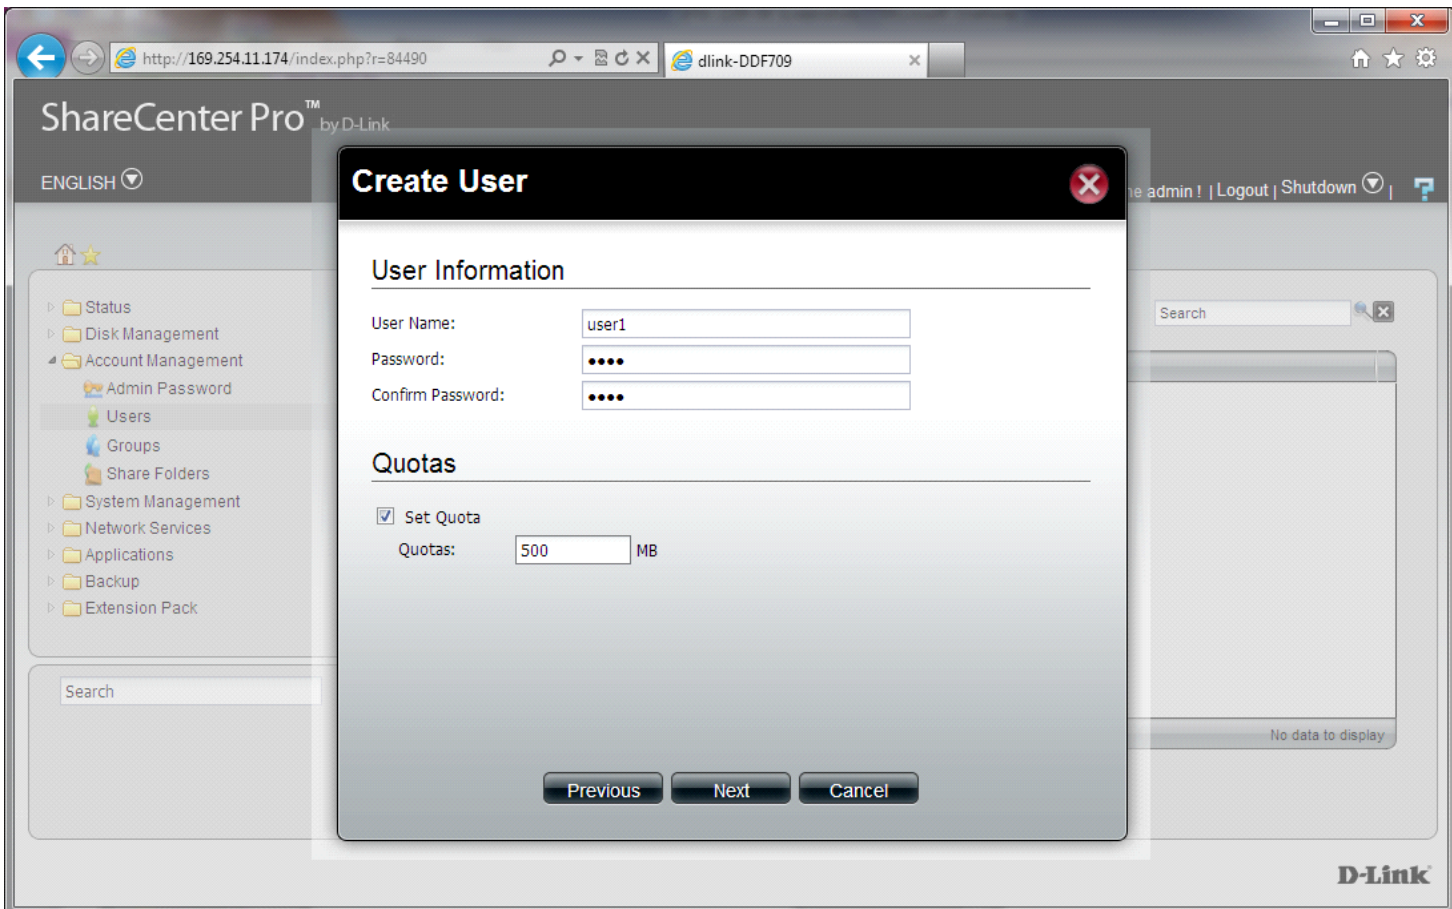 http://169.254.11.174/index.php?r=84490
dlink-DDF709
ShareCenter Pro™ by D-Link
ENGLISH
admin ! | Logout | Shutdown |
Create User
User Information
User Name: user1
Password: ••••
Confirm Password: ••••
Quotas
Set Quota
Quotas: 500 MB
Previous Next Cancel
Status
Disk Management
Account Management
Admin Password
Users
Groups
Share Folders
System Management
Network Services
Applications
Backup
Extension Pack
Search
Search
No data to display
D-Link